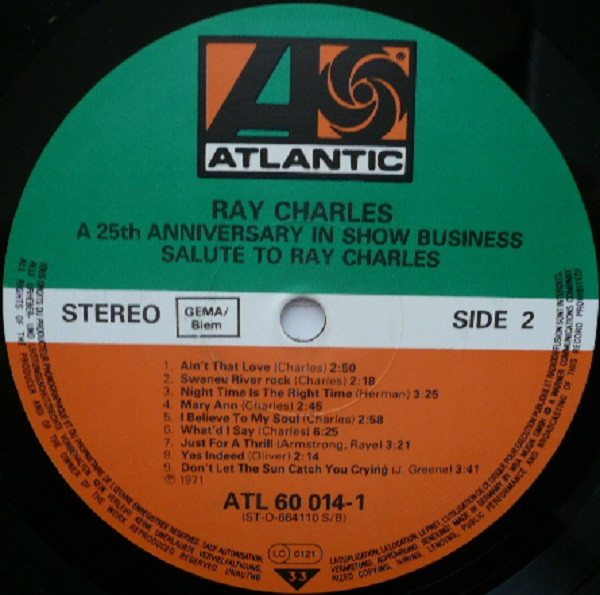 ATLANTIC
®
RAY CHARLES
A 25th ANNIVERSARY IN SHOW BUSINESS
SALUTE TO RAY CHARLES
STEREO
GEMA/
Biem
SIDE 2
1. Ain't That Love (Charles) 2:50
2. Swanee River rock (Charles) 2:18
3. Night Time Is The Right Time (Herman) 3:25
4. Mary Ann (Charles) 2:45
5. I Believe To My Soul (Charles) 2:58
6. What'd I Say (Charles) 6:25
7. Just For A Thrill (Armstrong, Raye) 3:21
8. Yes Indeed (Oliver) 2:14
9. Don't Let The Sun Catch You Crying (J. Greene) 3:41
℗ 1971
ATL 60 014-1
(ST-D-664110 S/B)
LC 0121
33